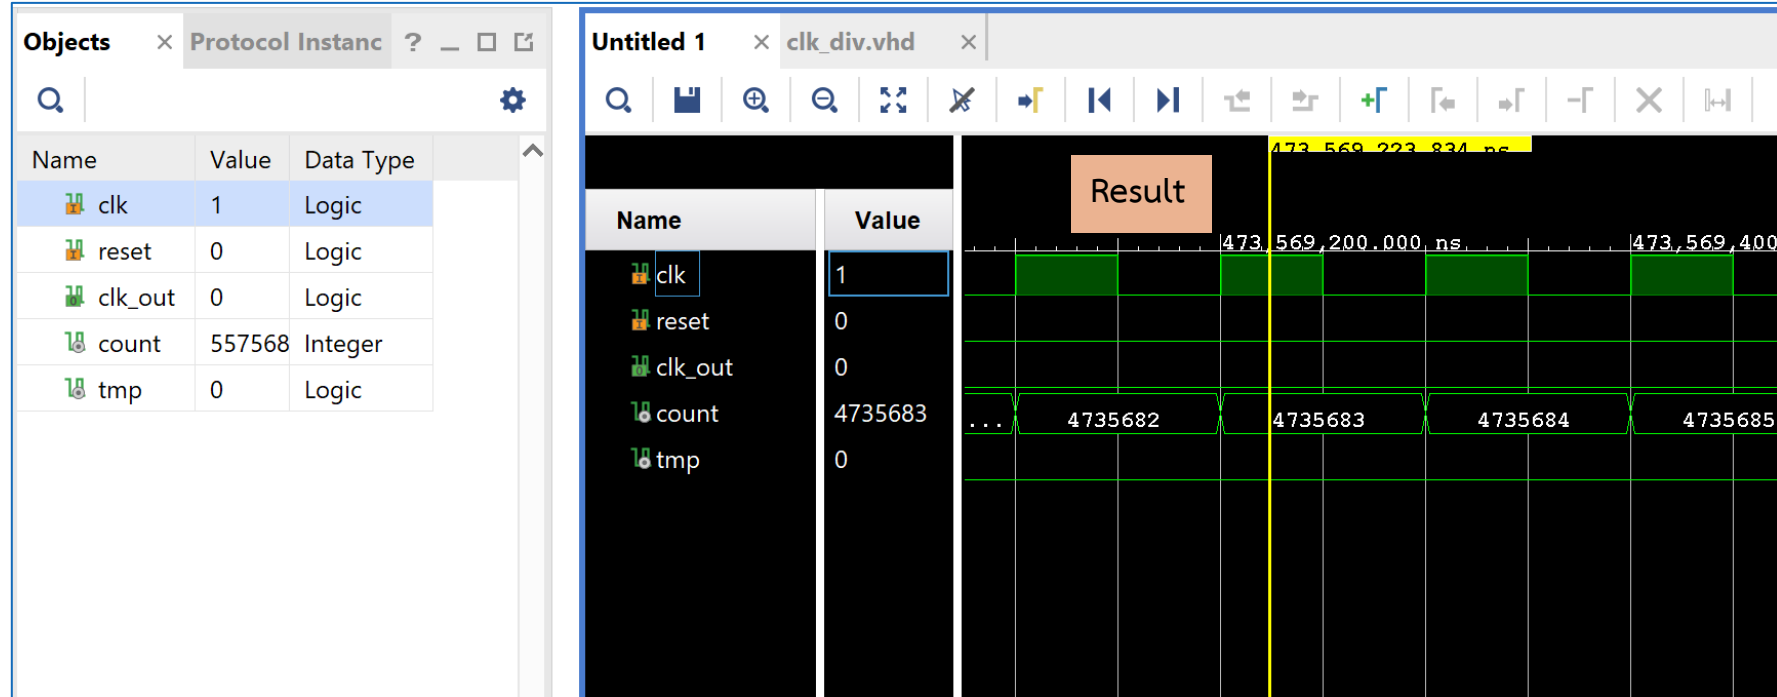 Objects Protocol Instanc ?
Name Value Data Type
clk 1 Logic
reset 0 Logic
clk_out 0 Logic
count 557568 Integer
tmp 0 Logic
Untitled 1 clk_div.vhd
473,569,223.834 ns
Result
Name Value
473,569,200.000 ns 473,569,400
clk 1
reset 0
clk_out 0
count 4735683 ... 4735682 4735683 4735684 4735685
tmp 0